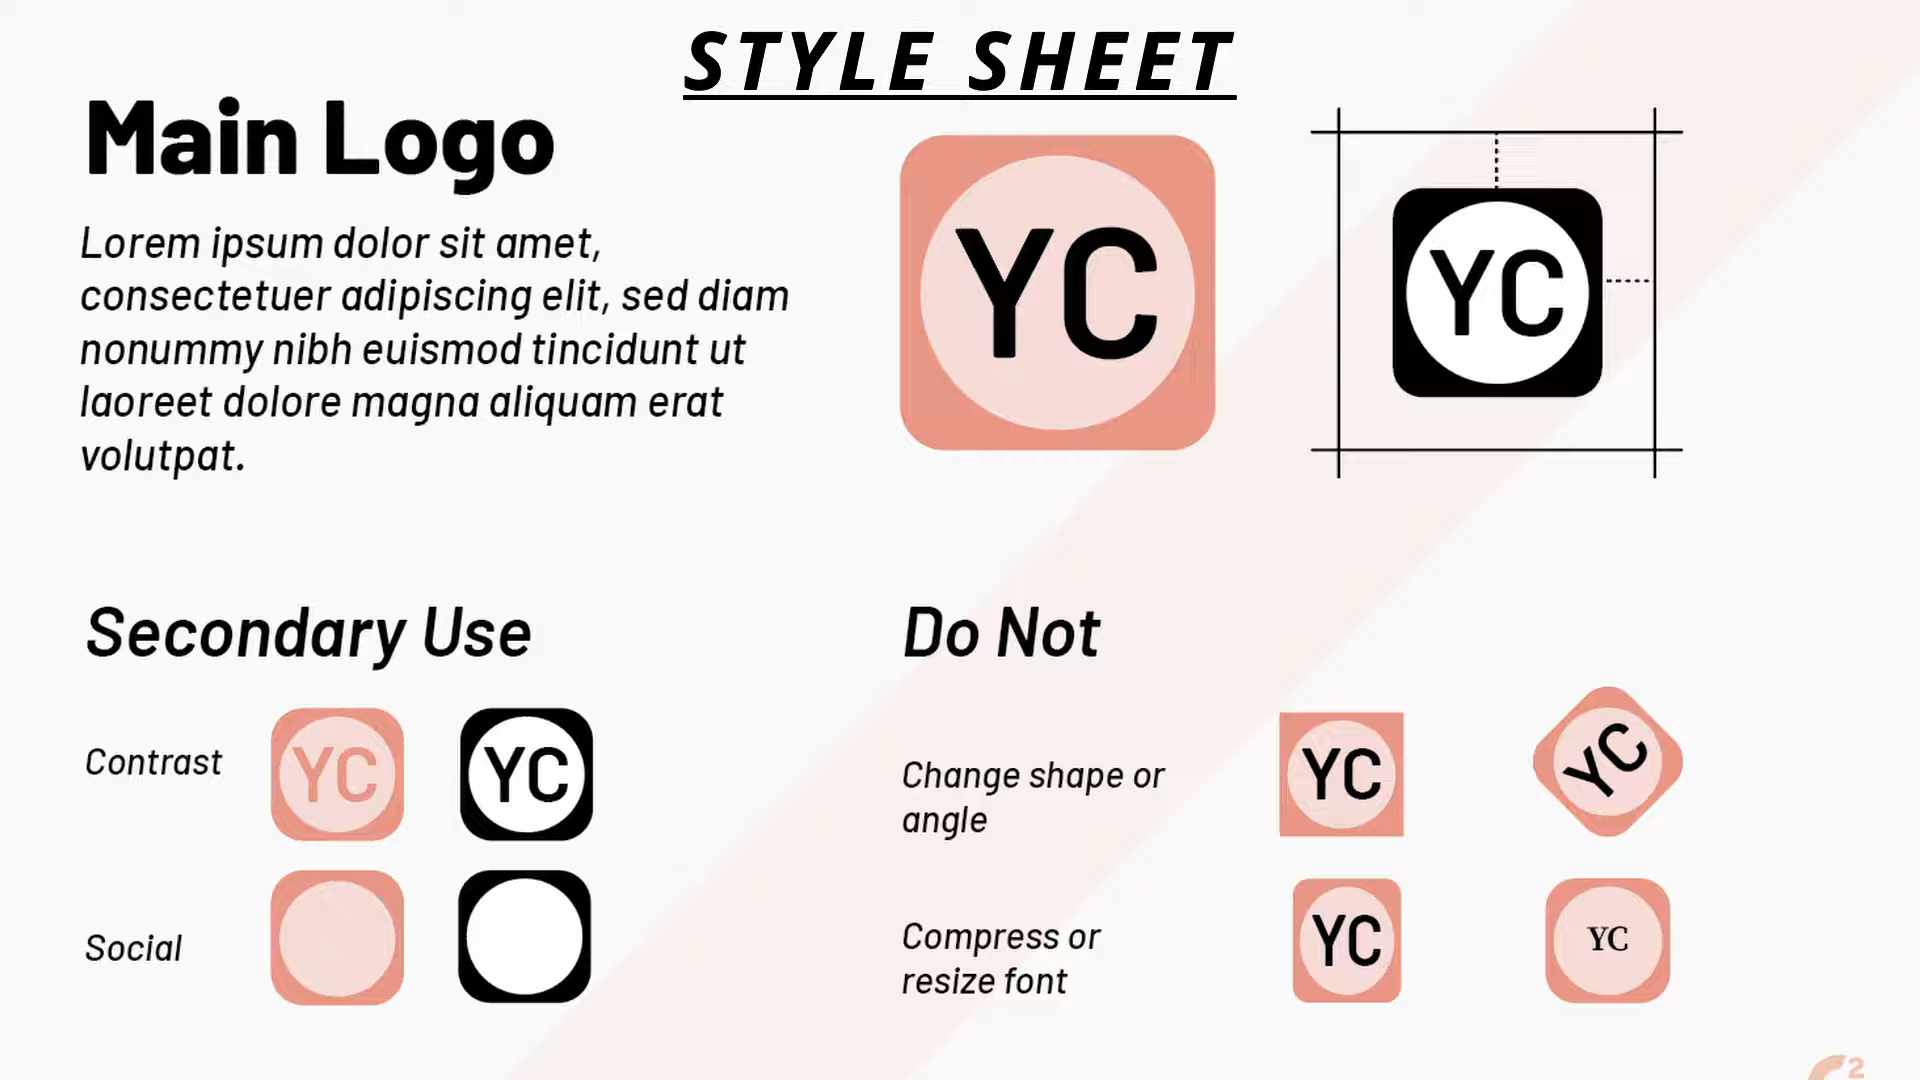 STYLE SHEET
Main Logo
Lorem ipsum dolor sit amet,
consectetuer adipiscing elit, sed diam
nonummy nibh euismod tincidunt ut
laoreet dolore magna aliquam erat
volutpat.
YC
YC
Secondary Use
Contrast
YC
YC
Social
Do Not
Change shape or
angle
YC
YC
Compress or
resize font
YC
YC
2